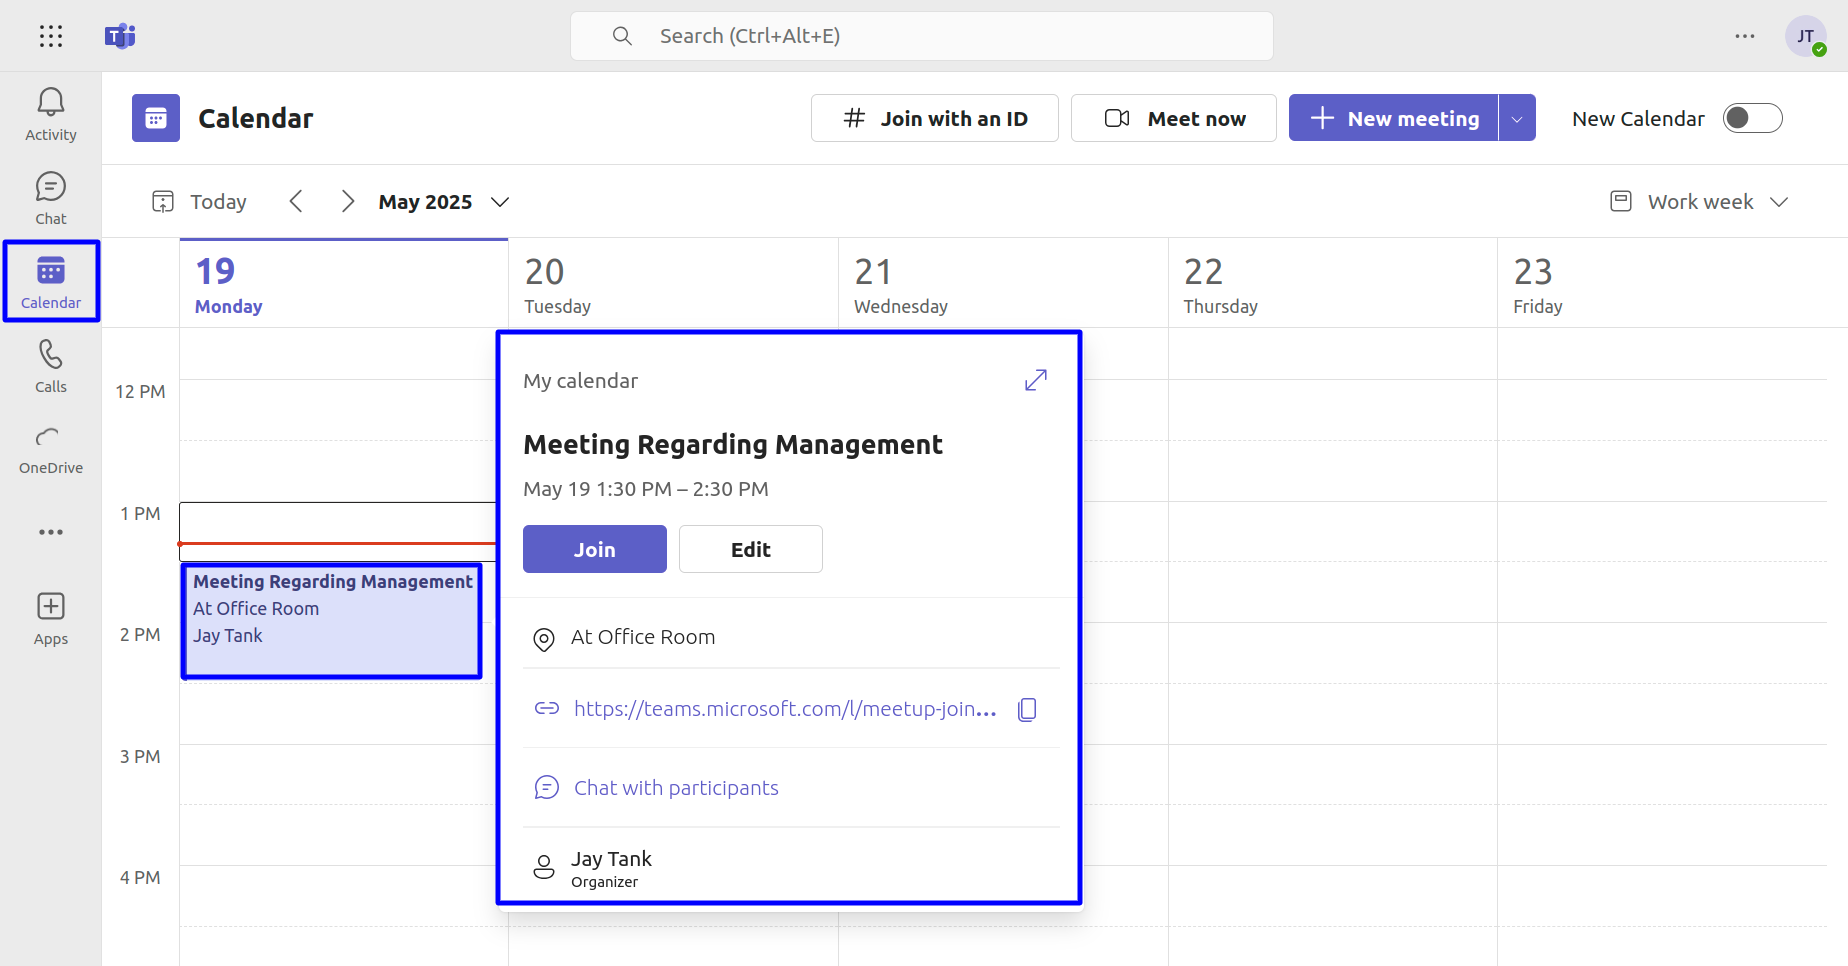 Search (Ctrl+Alt+E)
JT
Activity
Chat
Calendar
Calls
OneDrive
Apps
Calendar
Join with an ID
Meet now
New meeting
New Calendar
Today
May 2025
Work week
19
Monday
20
Tuesday
21
Wednesday
22
Thursday
23
Friday
12 PM
1 PM
2 PM
3 PM
4 PM
Meeting Regarding Management
At Office Room
Jay Tank
My calendar
Meeting Regarding Management
May 19 1:30 PM – 2:30 PM
Join
Edit
At Office Room
https://teams.microsoft.com/l/meetup-join...
Chat with participants
Jay Tank
Organizer